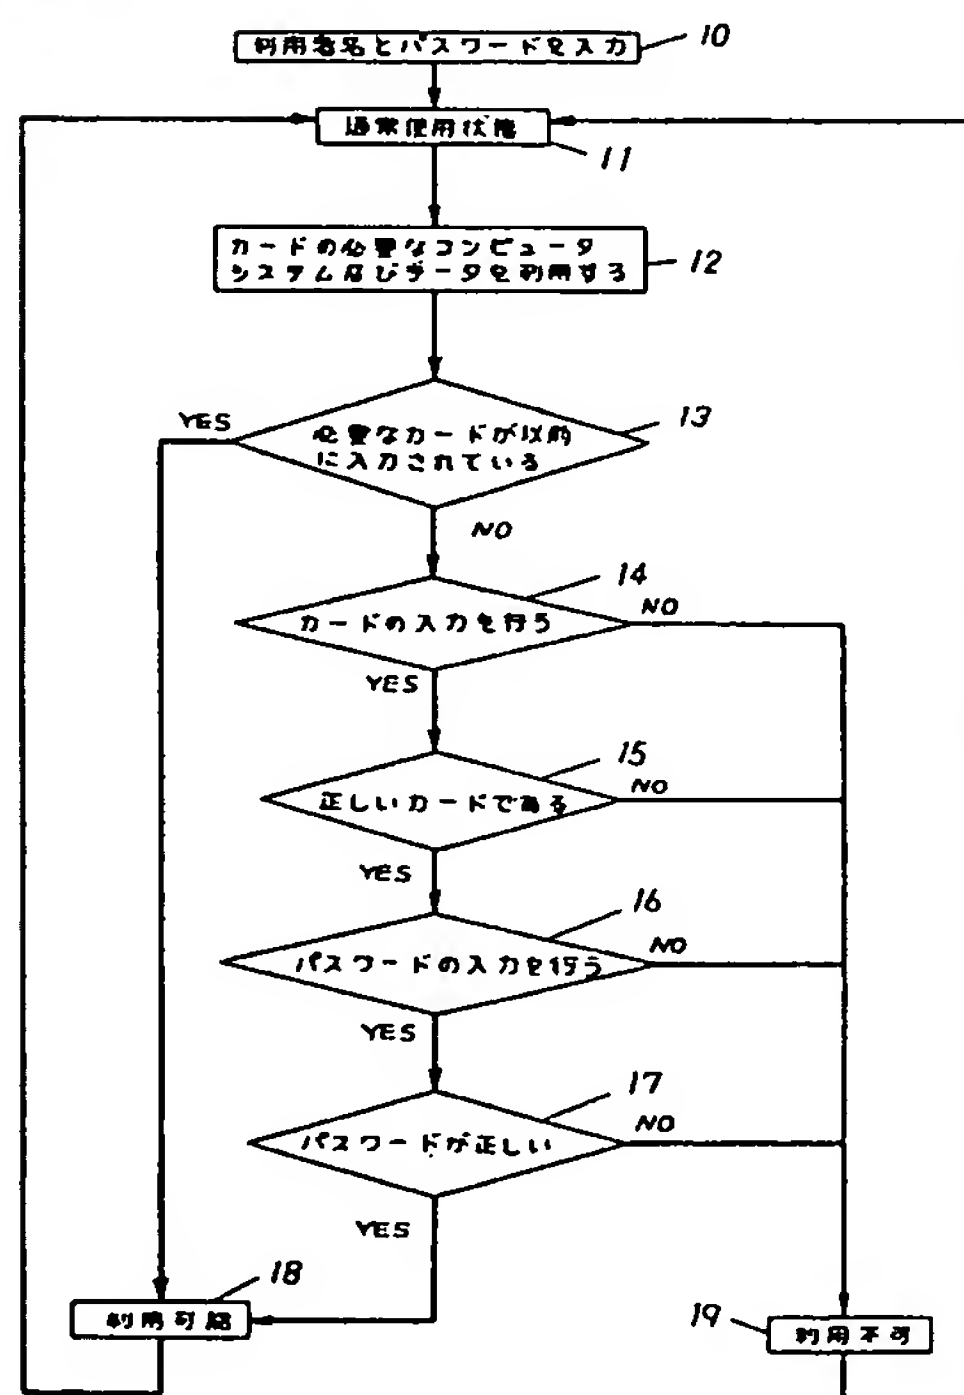 利用者名とパスワードを入力
10
通常使用状態
11
カードの必要なコンピュータ
システム及びデータを利用する
12
YES
必要なカードが以前
に入力されている
13
NO
14
カードの入力を行う
NO
YES
15
正しいカードである
NO
YES
16
パスワードの入力を行う
NO
YES
17
パスワードが正しい
NO
YES
18
利用可能
19
利用不可